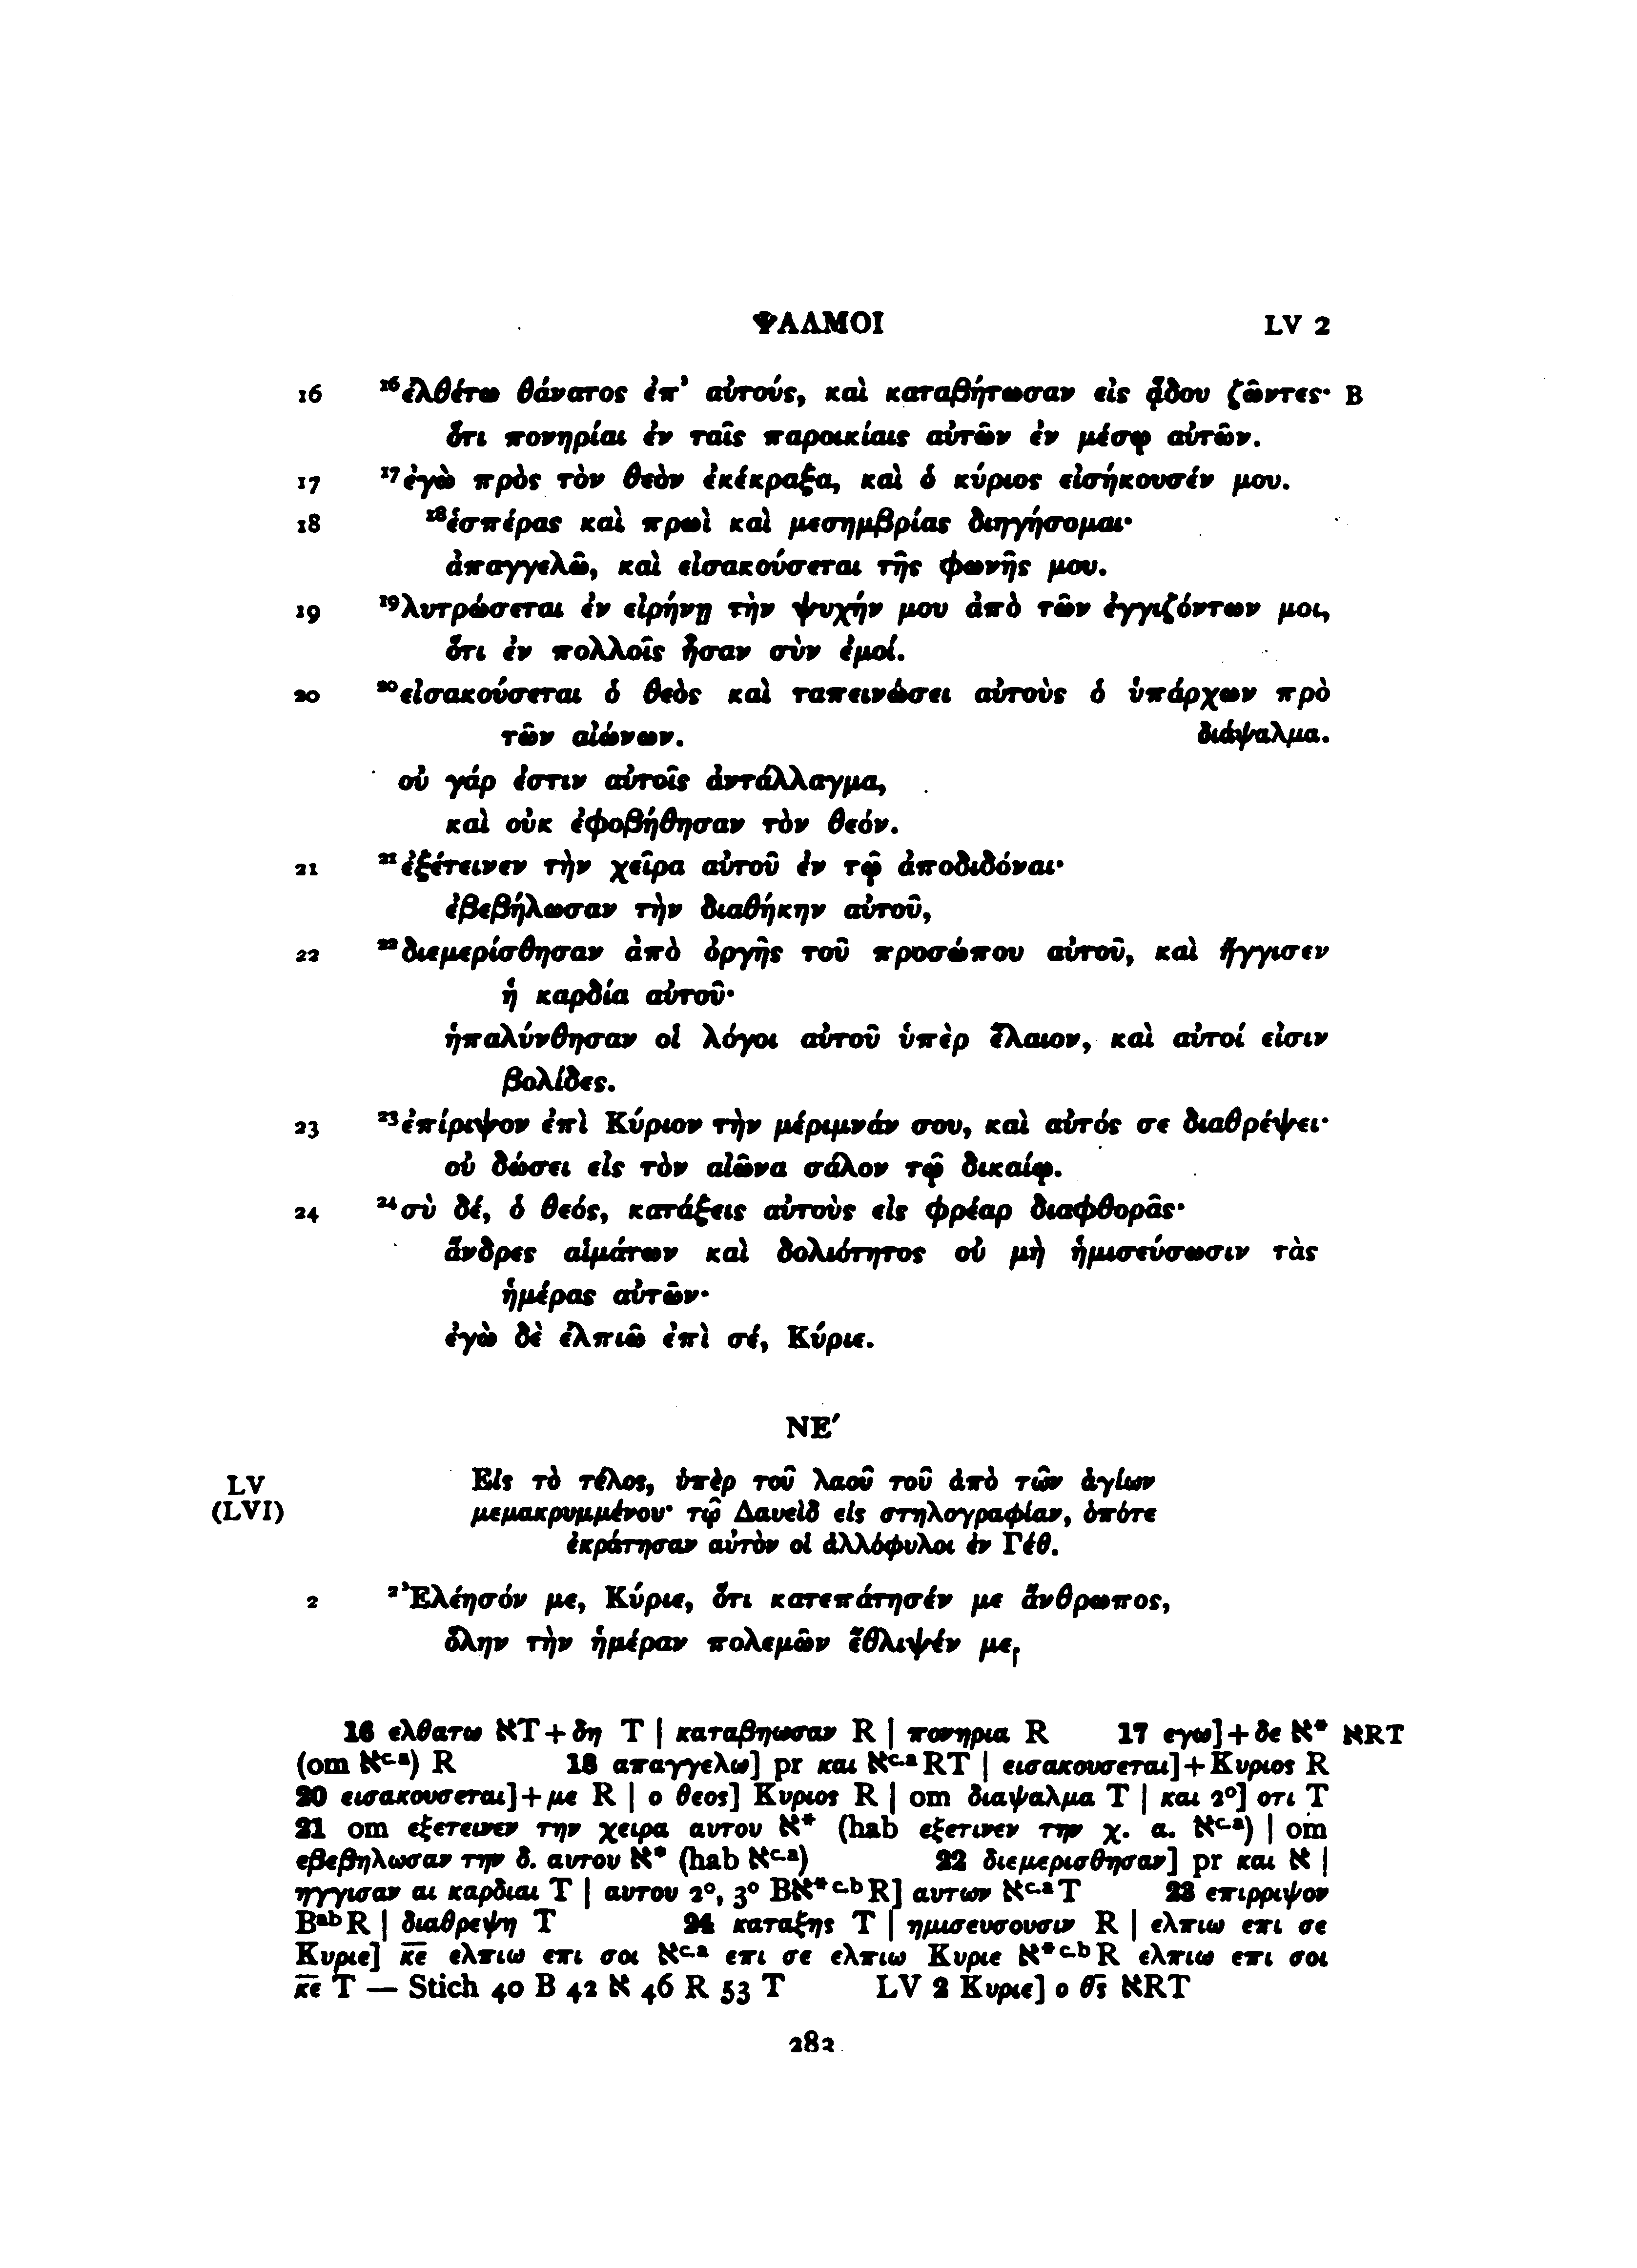 ΨΑΛΜΟΙ LV 2
16 ¹⁶ἐλθέτω θάνατος ἐπ’ αὐτούς, καὶ καταβήτωσαν εἰς ᾅδου ζῶντες· B
ὅτι πονηρίαι ἐν ταῖς παροικίαις αὐτῶν ἐν μέσῳ αὐτῶν.
17 ¹⁷ἐγὼ πρὸς τὸν θεὸν ἐκέκραξα, καὶ ὁ κύριος εἰσήκουσέν μου.
18 ¹⁸ἑσπέρας καὶ πρωὶ καὶ μεσημβρίας διηγήσομαι·
ἀπαγγελῶ, καὶ εἰσακούσεται τῆς φωνῆς μου.
19 ¹⁹λυτρώσεται ἐν εἰρήνῃ τὴν ψυχήν μου ἀπὸ τῶν ἐγγιζόντων μοι,
ὅτι ἐν πολλοῖς ἦσαν σὺν ἐμοί.
20 ²⁰εἰσακούσεται ὁ θεὸς καὶ ταπεινώσει αὐτοὺς ὁ ὑπάρχων πρὸ
τῶν αἰώνων. διάψαλμα.
οὐ γάρ ἐστιν αὐτοῖς ἀντάλλαγμα,
καὶ οὐκ ἐφοβήθησαν τὸν θεόν.
21 ²¹ἐξέτεινεν τὴν χεῖρα αὐτοῦ ἐν τῷ ἀποδιδόναι·
ἐβεβήλωσαν τὴν διαθήκην αὐτοῦ,
22 ²²διεμερίσθησαν ἀπὸ ὀργῆς τοῦ προσώπου αὐτοῦ, καὶ ἤγγισεν
ἡ καρδία αὐτοῦ·
ἡπαλύνθησαν οἱ λόγοι αὐτοῦ ὑπὲρ ἔλαιον, καὶ αὐτοί εἰσιν
βολίδες.
23 ²³ἐπίριψον ἐπὶ Κύριον τὴν μέριμνάν σου, καὶ αὐτός σε διαθρέψει·
οὐ δώσει εἰς τὸν αἰῶνα σάλον τῷ δικαίῳ.
24 ²⁴σὺ δέ, ὁ θεός, κατάξεις αὐτοὺς εἰς φρέαρ διαφθορᾶς·
ἄνδρες αἱμάτων καὶ δολιότητος οὐ μὴ ἡμισεύσωσιν τὰς
ἡμέρας αὐτῶν·
ἐγὼ δὲ ἐλπιῶ ἐπὶ σέ, Κύριε.
ΝΕ′
LV Εἰς τὸ τέλος, ὑπὲρ τοῦ λαοῦ τοῦ ἀπὸ τῶν ἁγίων
(LVI) μεμακρυμμένου· τῷ Δαυεὶδ εἰς στηλογραφίαν, ὁπότε
ἐκράτησαν αὐτὸν οἱ ἀλλόφυλοι ἐν Γέθ.
2 ²Ἐλέησόν με, Κύριε, ὅτι κατεπάτησέν με ἄνθρωπος,
ὅλην τὴν ἡμέραν πολεμῶν ἔθλιψέν με,
16 ελθατω ℵT+δη T | καταβηωσαν R | πονηρια R 17 εγω]+δε ℵ* ℵRT
(om ℵᶜ·ᵃ) R 18 απαγγελω] pr και ℵᶜ·ᵃRT | εισακουσεται]+Κυριος R
20 εισακουσεται]+με R | ο θεος] Κυριος R | om διαψαλμα T | και 2°] οτι T
21 om εξετεινεν την χειρα αυτου ℵ* (hab εξετινεν την χ. α. ℵᶜ·ᵃ) | om
εβεβηλωσαν την δ. αυτου ℵ* (hab ℵᶜ·ᵃ) 22 διεμερισθησαν] pr και ℵ |
ηγγισαν αι καρδιαι T | αυτου 2°, 3° Bℵ*ᶜ·ᵇR] αυτων ℵᶜ·ᵃT 23 επιρριψον
BᵃᵇR | διαθρεψη T 24 καταξης T | ημισευσουσιν R | ελπιω επι σε
Κυριε] κ̅ε̅ ελπιω επι σοι ℵᶜ·ᵃ επι σε ελπιω Κυριε ℵ*ᶜ·ᵇR ελπιω επι σοι
κ̅ε̅ T — Stich 40 B 42 ℵ 46 R 53 T LV 2 Κυριε] ο θ̅ς̅ ℵRT
282